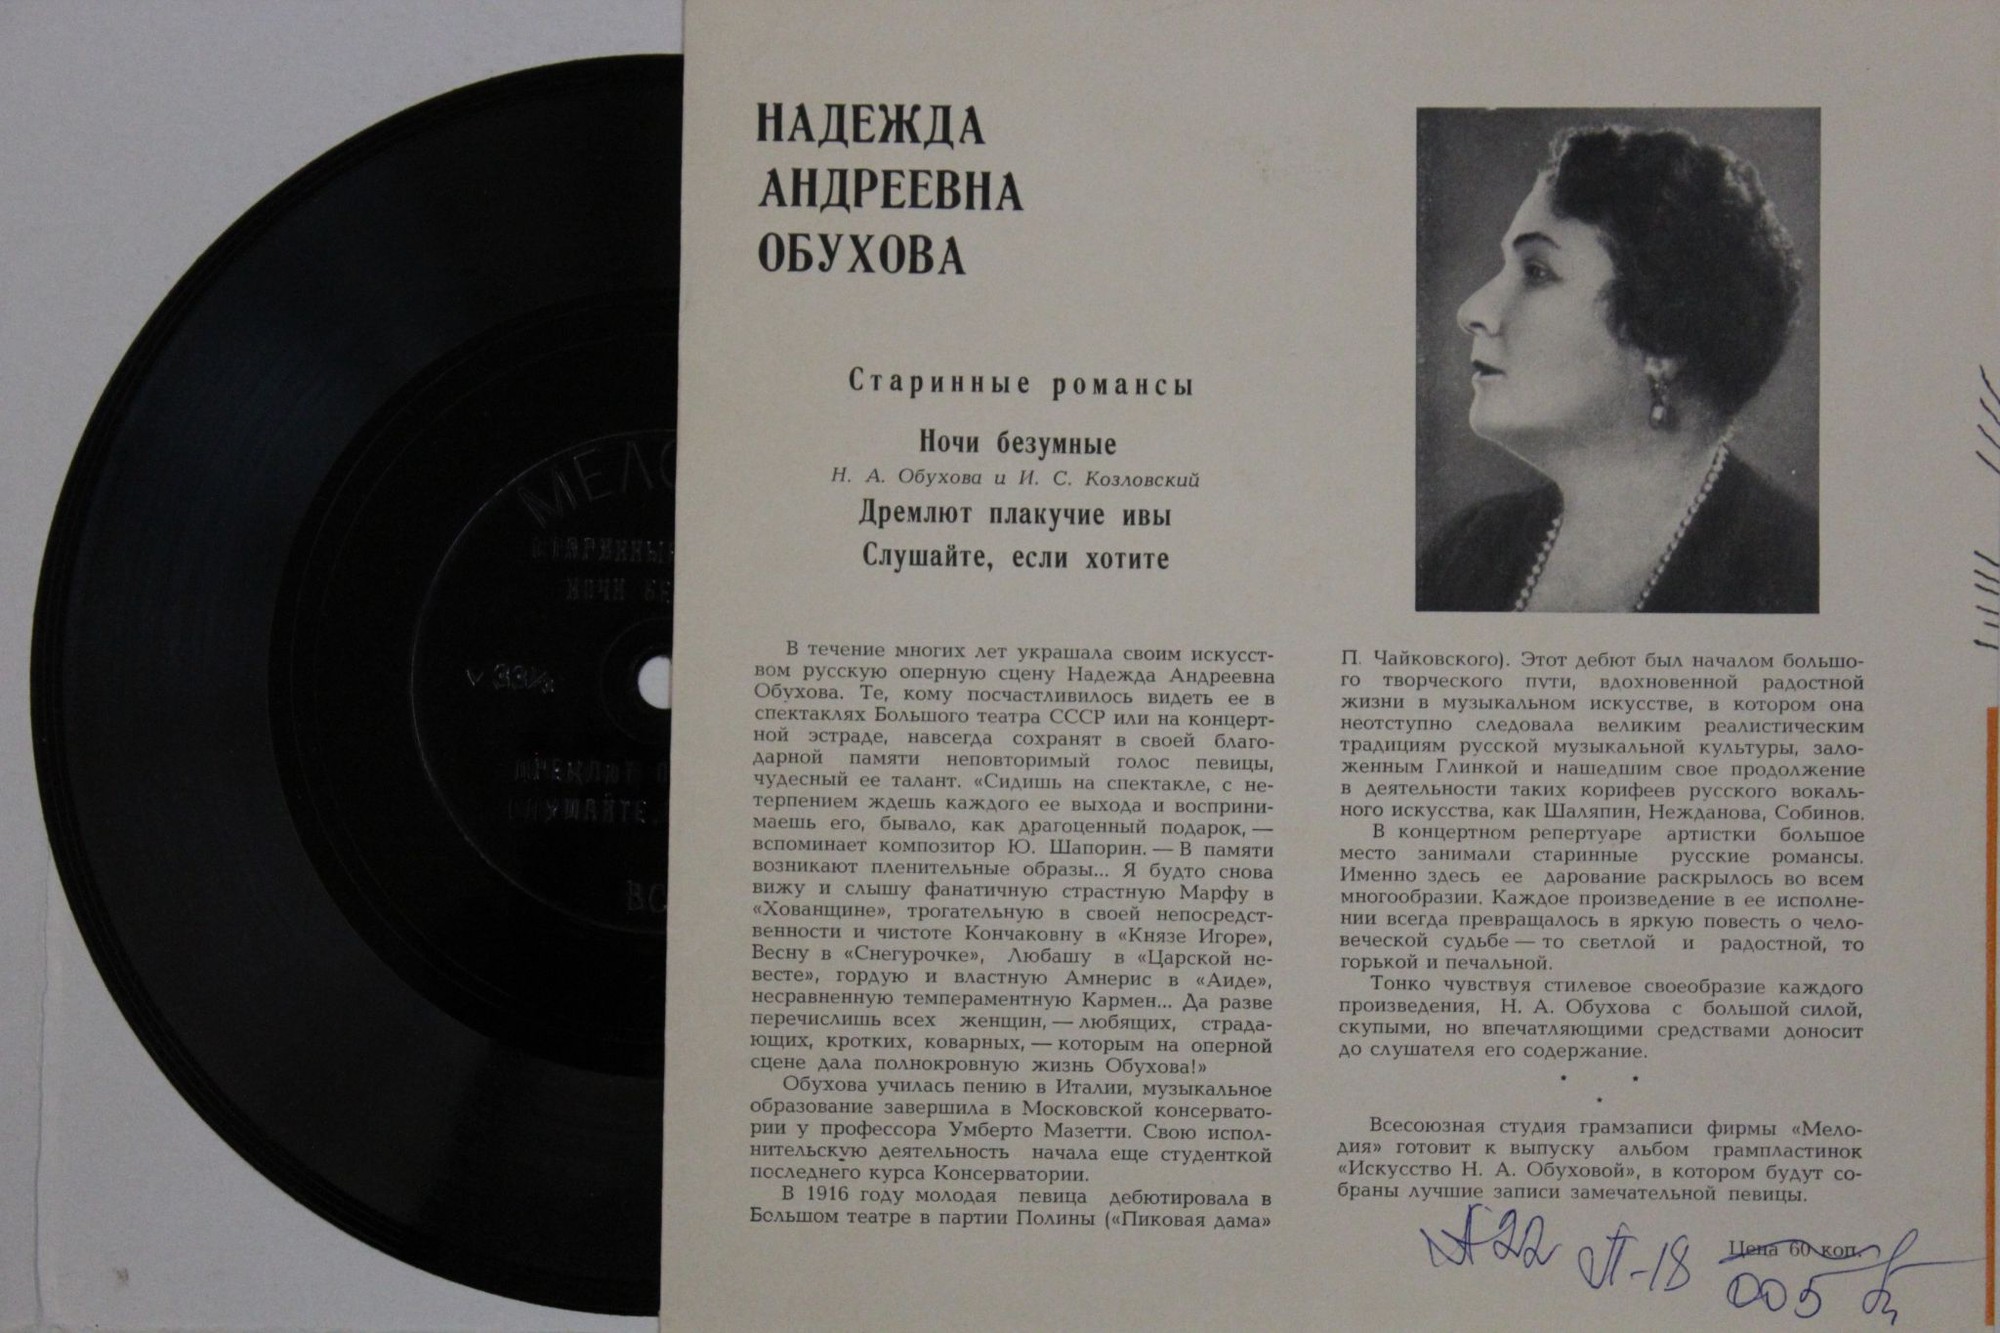 НАДЕЖДА
АНДРЕЕВНА
ОБУХОВА
Старинные романсы
Ночи безумные
Н. А. Обухова и И. С. Козловский
Дремлют плакучие ивы
Слушайте, если хотите
В течение многих лет украшала своим искусст-
вом русскую оперную сцену Надежда Андреевна
Обухова. Те, кому посчастливилось видеть ее в
спектаклях Большого театра СССР или на концерт-
ной эстраде, навсегда сохранят в своей благо-
дарной памяти неповторимый голос певицы,
чудесный ее талант. «Сидишь на спектакле, с не-
терпением ждешь каждого ее выхода и восприни-
маешь его, бывало, как драгоценный подарок, —
вспоминает композитор Ю. Шапорин. — В памяти
возникают пленительные образы... Я будто снова
вижу и слышу фанатичную страстную Марфу в
«Хованщине», трогательную в своей непосредст-
венности и чистоте Кончаковну в «Князе Игоре»,
Весну в «Снегурочке», Любашу в «Царской не-
весте», гордую и властную Амнерис в «Аиде»,
несравненную темпераментную Кармен... Да разве
перечислишь всех женщин, — любящих, страда-
ющих, кротких, коварных, — которым на оперной
сцене дала полнокровную жизнь Обухова!»
Обухова училась пению в Италии, музыкальное
образование завершила в Московской консервато-
рии у профессора Умберто Мазетти. Свою испол-
нительскую деятельность начала еще студенткой
последнего курса Консерватории.
В 1916 году молодая певица дебютировала в
Большом театре в партии Полины («Пиковая дама»
П. Чайковского). Этот дебют был началом большо-
го творческого пути, вдохновенной радостной
жизни в музыкальном искусстве, в котором она
неотступно следовала великим реалистическим
традициям русской музыкальной культуры, зало-
женным Глинкой и нашедшим свое продолжение
в деятельности таких корифеев русского вокаль-
ного искусства, как Шаляпин, Нежданова, Собинов.
В концертном репертуаре артистки большое
место занимали старинные русские романсы.
Именно здесь ее дарование раскрылось во всем
многообразии. Каждое произведение в ее исполне-
нии всегда превращалось в яркую повесть о чело-
веческой судьбе — то светлой и радостной, то
горькой и печальной.
Тонко чувствуя стилевое своеобразие каждого
произведения, Н. А. Обухова с большой силой,
скупыми, но впечатляющими средствами доносит
до слушателя его содержание.
Всесоюзная студия грамзаписи фирмы «Мело-
дия» готовит к выпуску альбом грампластинок
«Искусство Н. А. Обуховой», в котором будут со-
браны лучшие записи замечательной певицы.
Цена 60 коп.
А22 П-18
005
МЕЛО
СТАРИННЫЕ
НОЧИ БЕ
33⅓
ДРЕМЛЮТ П
СЛУШАЙТЕ,
ВС